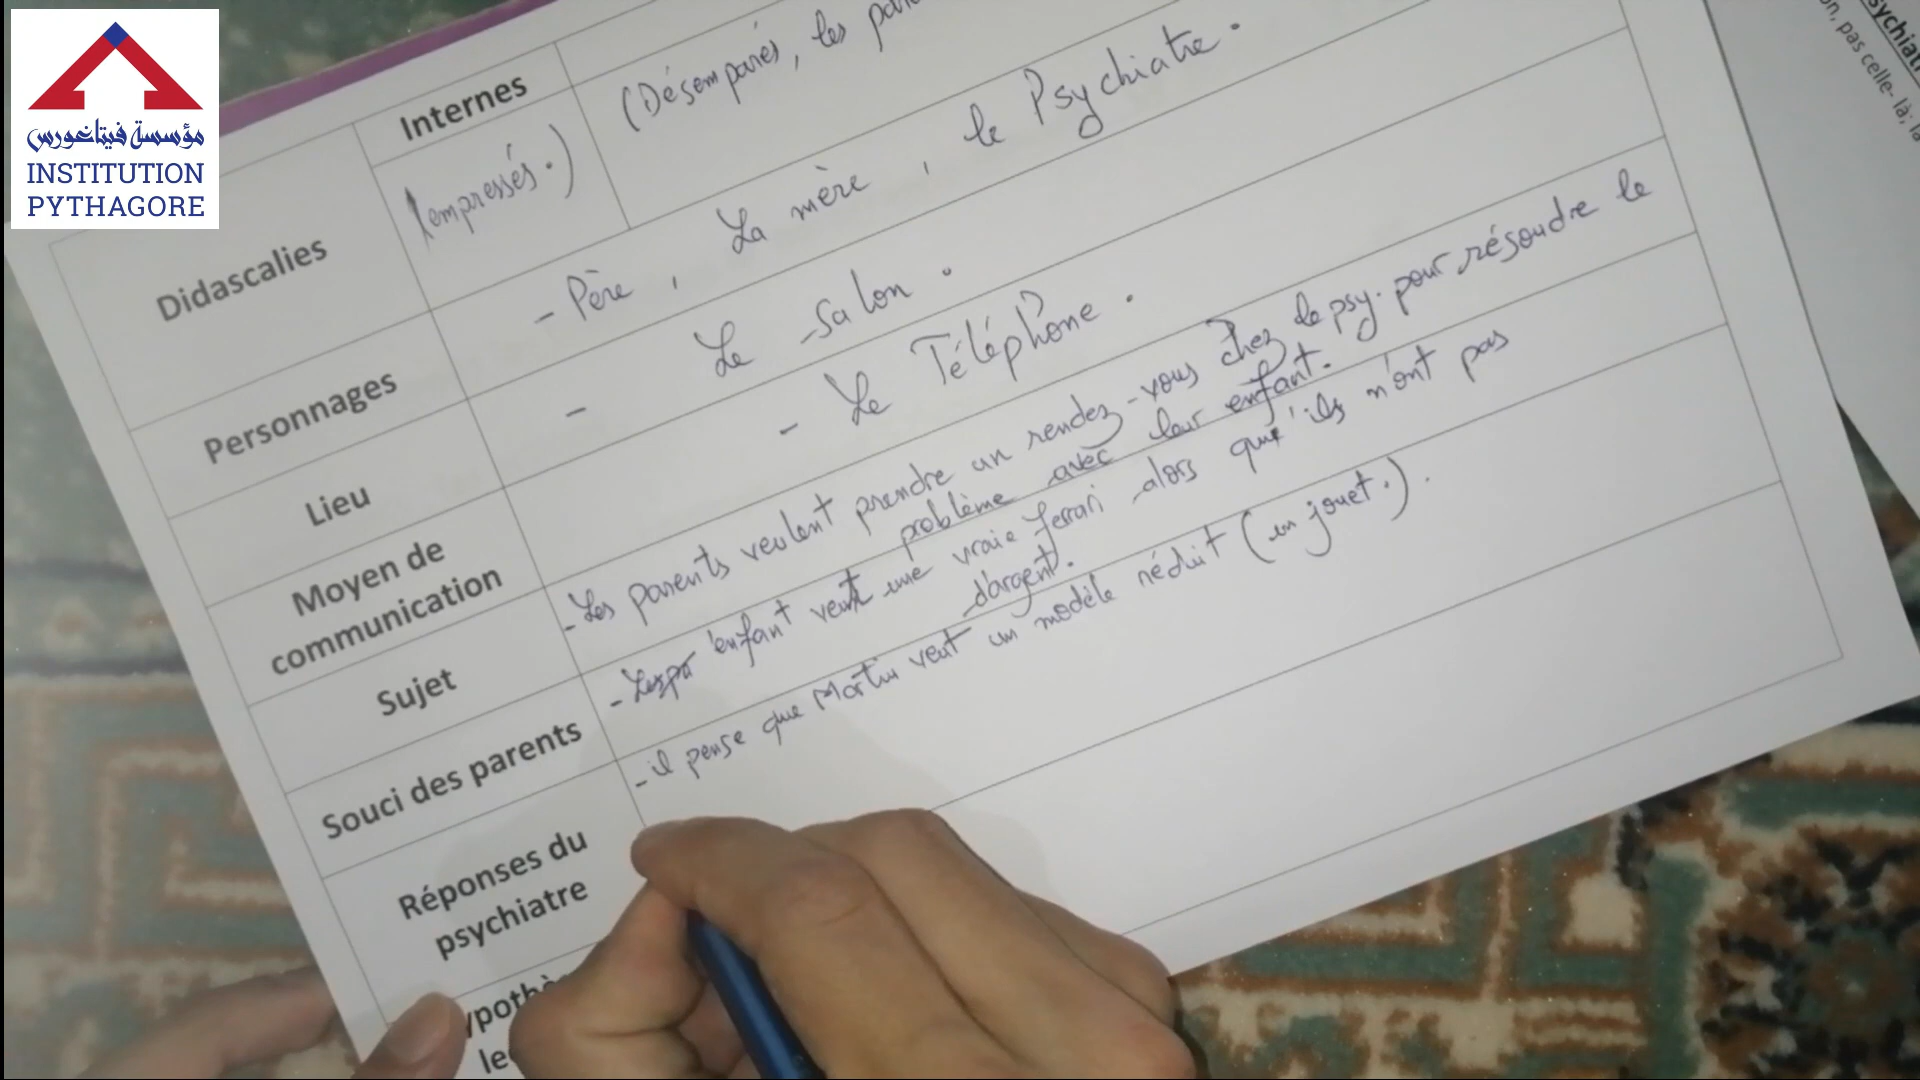 مؤسسة فيتاغورس
INSTITUTION
PYTHAGORE
Didascalies
Internes
(empressés.)
(Désemparés, les
Personnages
- Père, La mère, le Psychiatre.
Lieu
- Le salon.
Moyen de
communication
- Le Téléphone.
Sujet
- Les parents veulent prendre un rendez-vous chez le psy. pour résoudre le
problème avec leur enfant.
Souci des parents
- enfant veut une vraie ferrari alors qu'ils n'ont pas
d'argent.
Réponses du
psychiatre
- il pense que Martin veut un modèle réduit (un jouet.).
sychiat
on, pas celle- là; la